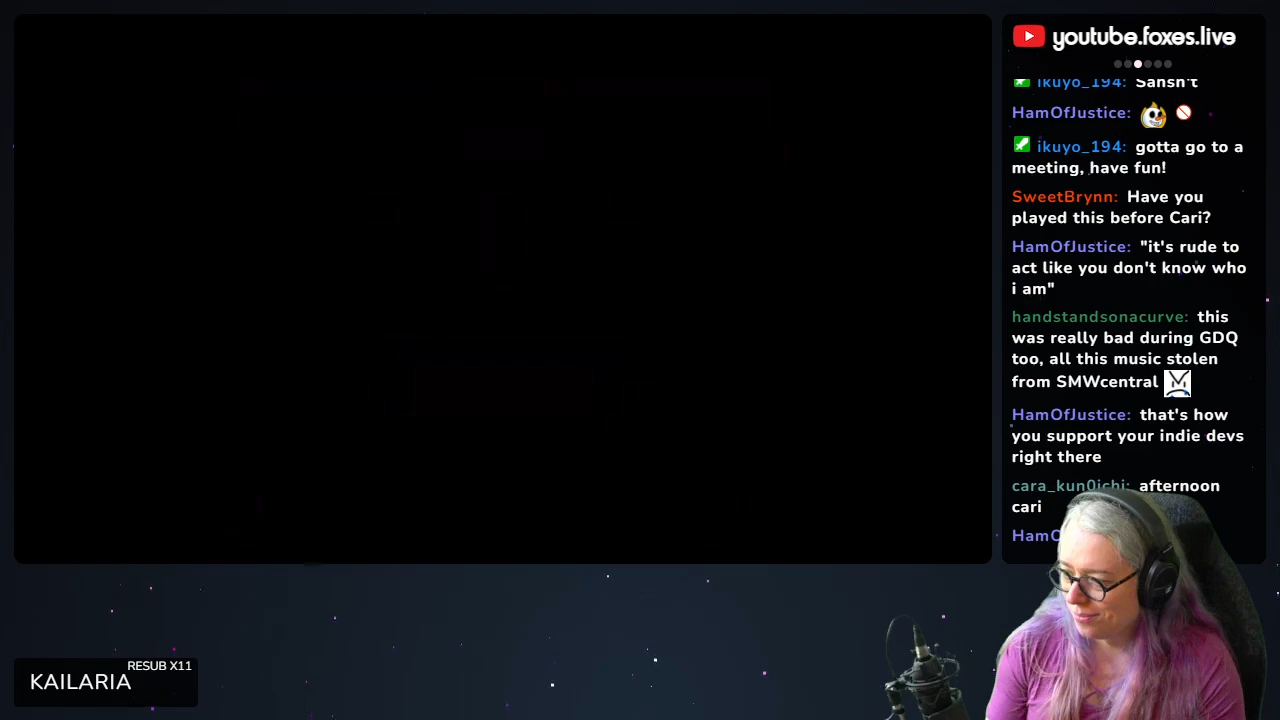 youtube.foxes.live
ikuyo_194: Sansn't
HamOfJustice:
ikuyo_194: gotta go to a
meeting, have fun!
SweetBrynn: Have you
played this before Cari?
HamOfJustice: "it's rude to
act like you don't know who
i am"
handstandsonacurve: this
was really bad during GDQ
too, all this music stolen
from SMWcentral
HamOfJustice: that's how
you support your indie devs
right there
cara_kun0ichi: afternoon
cari
RESUB X11
KAILARIA